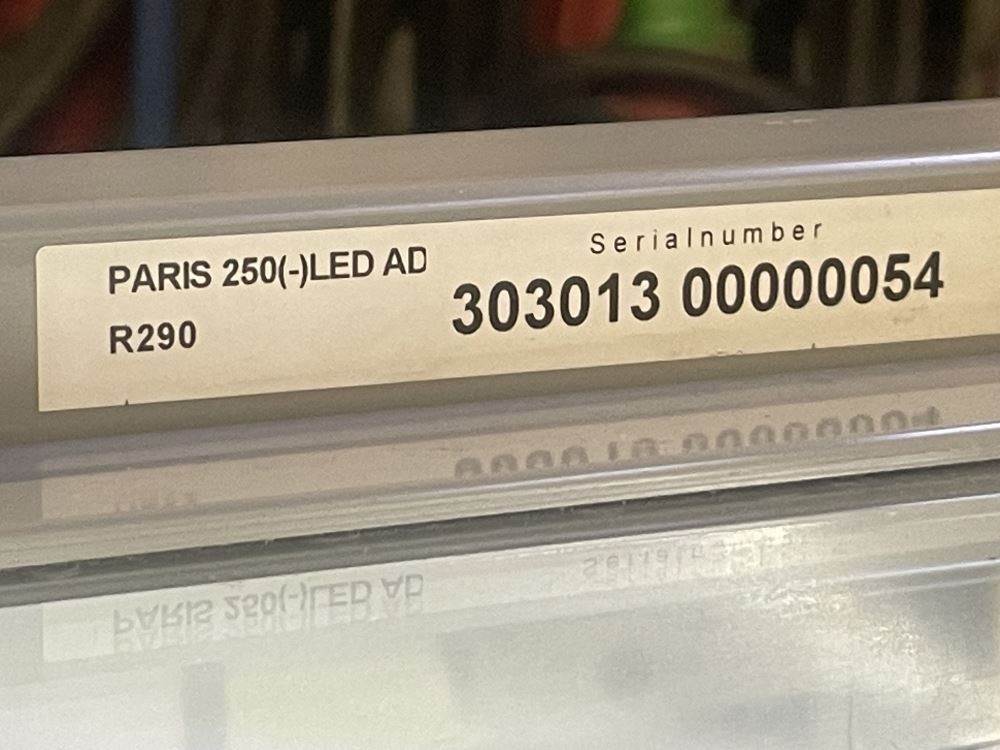 PARIS 250(-)LED AD
R290
Serialnumber
303013 00000054